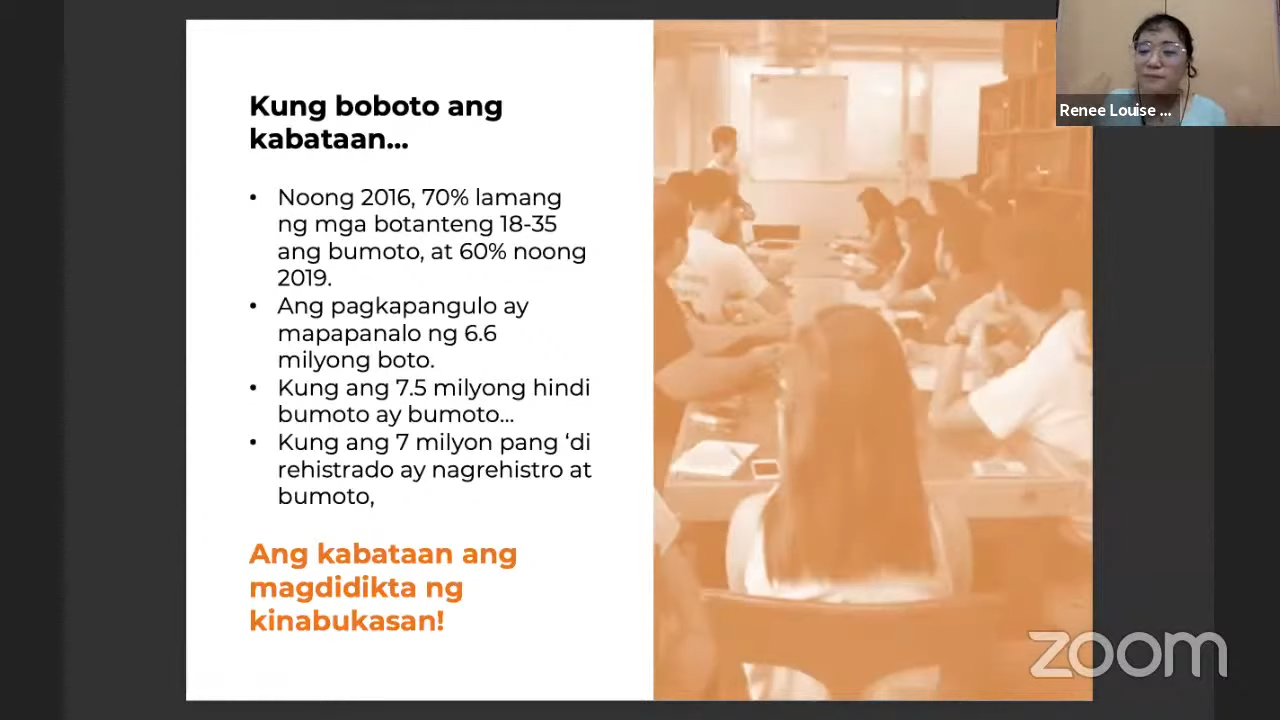 Kung boboto ang
kabataan...
• Noong 2016, 70% lamang
ng mga botanteng 18-35
ang bumoto, at 60% noong
2019.
• Ang pagkapangulo ay
mapapanalo ng 6.6
milyong boto.
• Kung ang 7.5 milyong hindi
bumoto ay bumoto...
• Kung ang 7 milyon pang ‘di
rehistrado ay nagrehistro at
bumoto,
Ang kabataan ang
magdidikta ng
kinabukasan!
Renee Louise ...
zoom